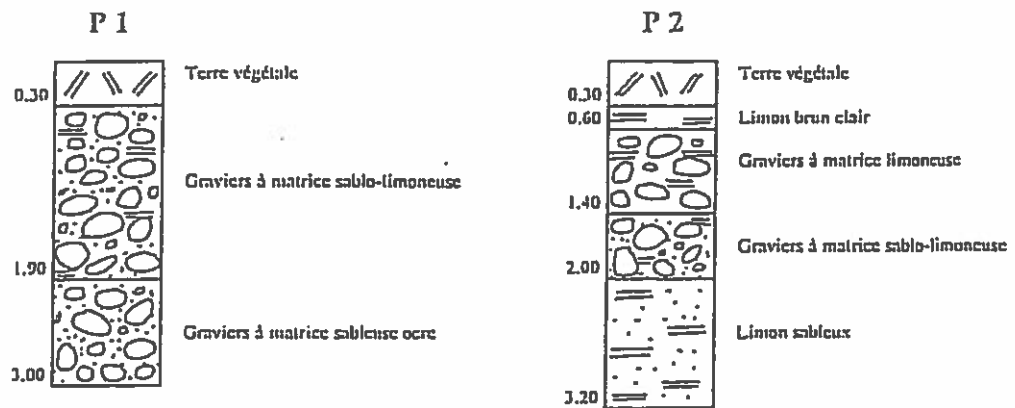 P 1
Terre végétale
0.30
Graviers à matrice sablo-limoneuse
1.90
Graviers à matrice sableuse ocre
3.00
P 2
Terre végétale
0.30
0.60
Limon brun clair
Graviers à matrice limoneuse
1.40
Graviers à matrice sablo-limoneuse
2.00
Limon sableux
3.20